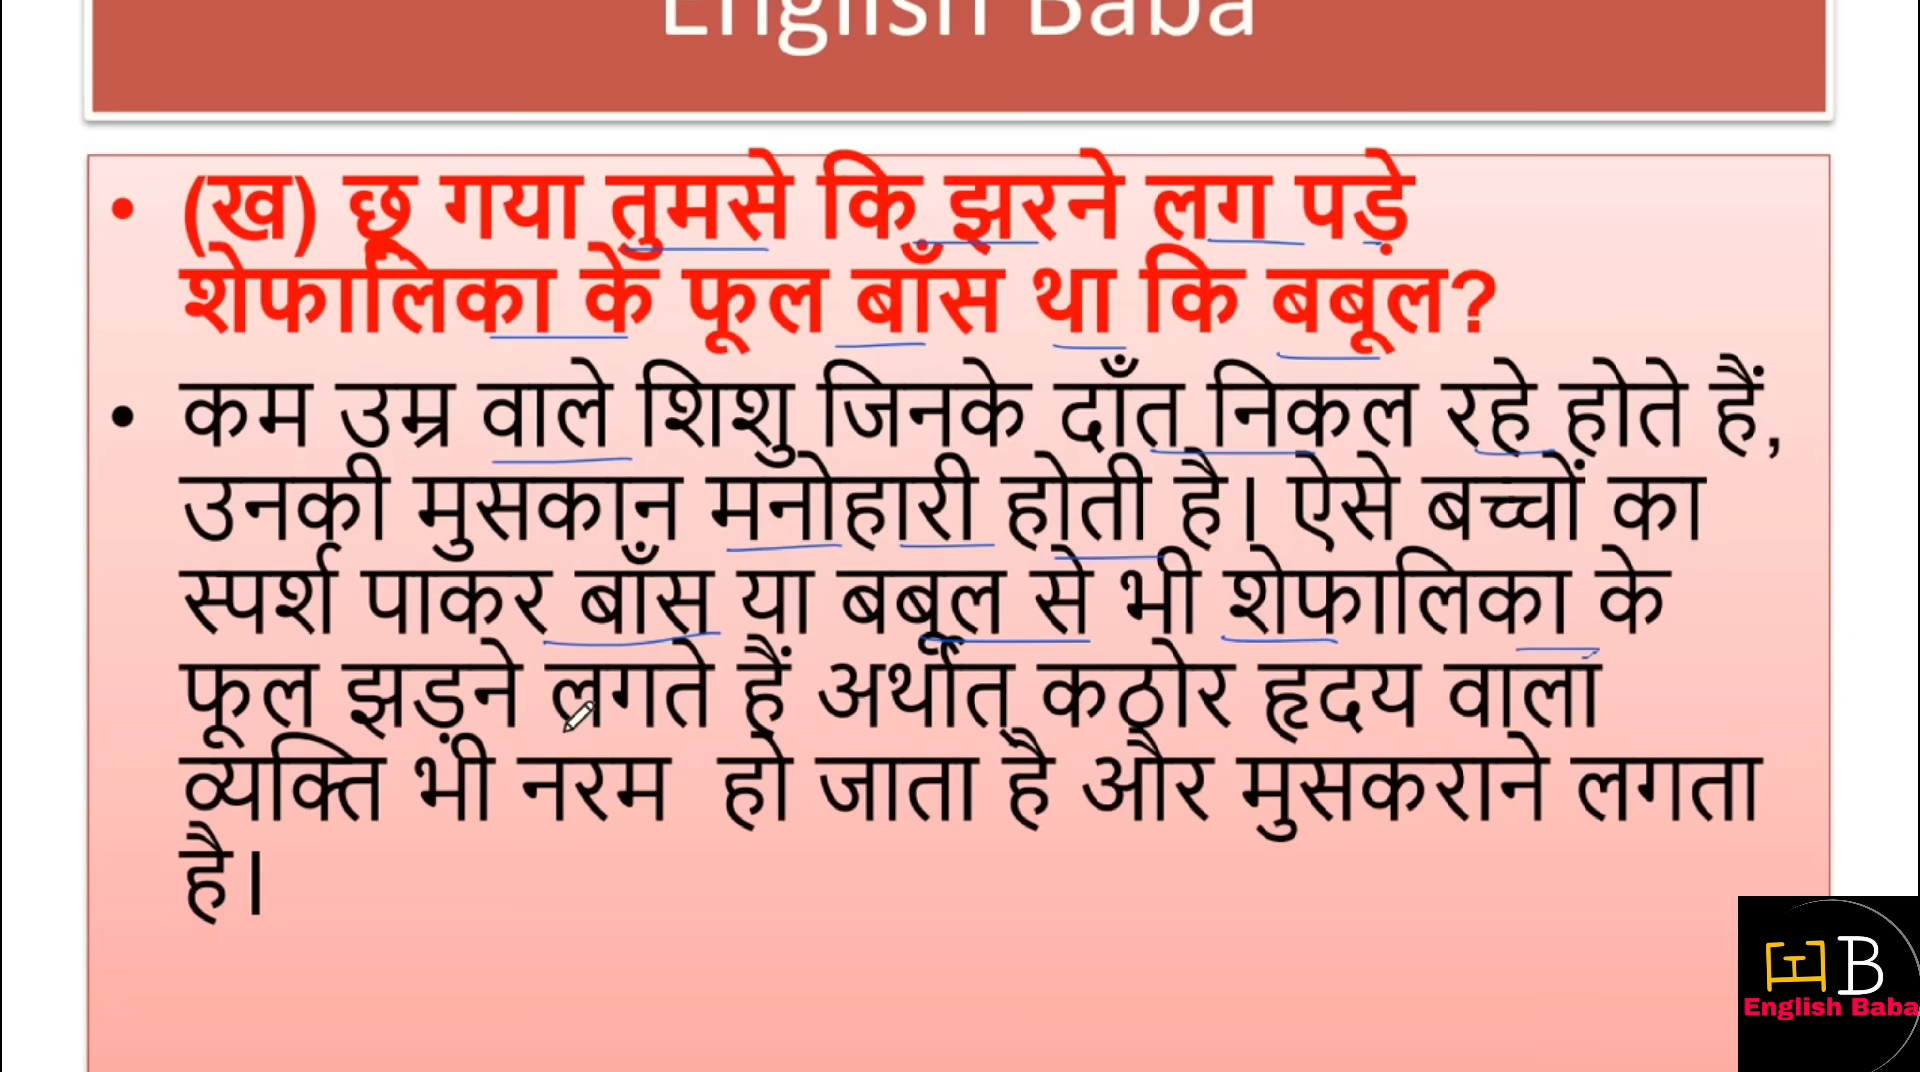 English Baba
• (ख) छू गया तुमसे कि झरने लग पड़े
शेफालिका के फूल बाँस था कि बबूल?
• कम उम्र वाले शिशु जिनके दाँत निकल रहे होते हैं,
उनकी मुसकान मनोहारी होती है। ऐसे बच्चों का
स्पर्श पाकर बाँस या बबूल से भी शेफालिका के
फूल झड़ने लगते हैं अर्थात् कठोर हृदय वाला
व्यक्ति भी नरम हो जाता है और मुसकराने लगता
है।
EB
English Baba